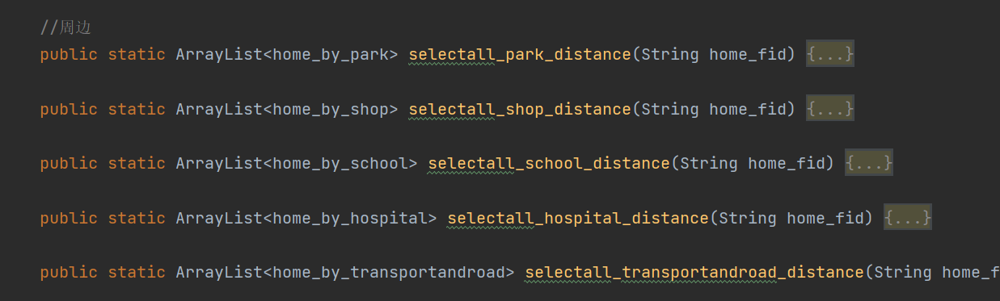 //周边
public static ArrayList<home_by_park> selectall_park_distance(String home_fid) {...}
public static ArrayList<home_by_shop> selectall_shop_distance(String home_fid) {...}
public static ArrayList<home_by_school> selectall_school_distance(String home_fid) {...}
public static ArrayList<home_by_hospital> selectall_hospital_distance(String home_fid) {...}
public static ArrayList<home_by_transportandroad> selectall_transportandroad_distance(String home_f